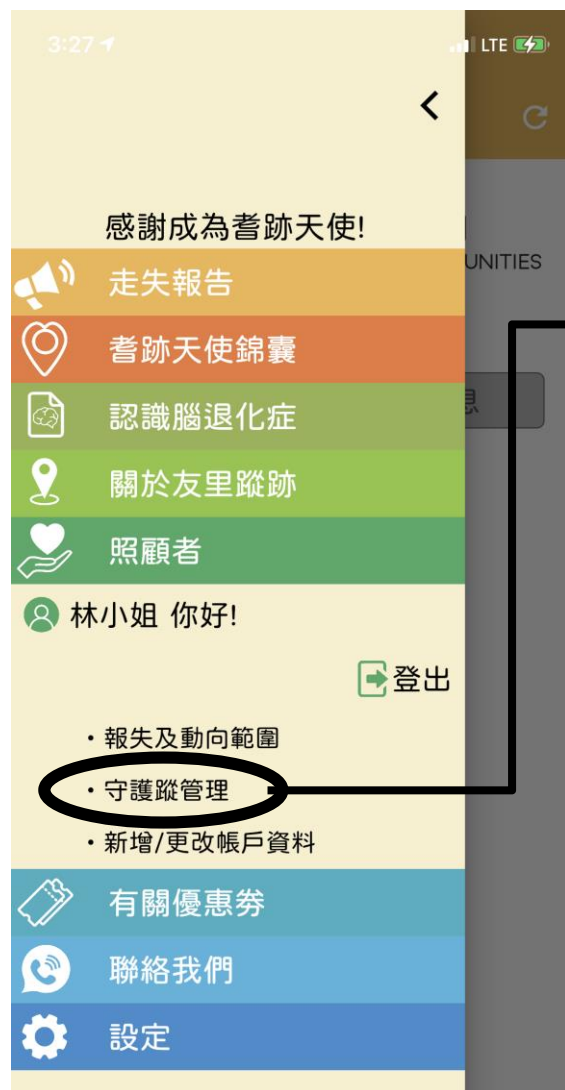 3:27
LTE
感謝成為耆跡天使!
UNITIES
走失報告
耆跡天使錦囊
息
認識腦退化症
關於友里蹤跡
照顧者
林小姐 你好!
登出
・報失及動向範圍
・守護蹤管理
・新增/更改帳戶資料
有關優惠券
聯絡我們
設定